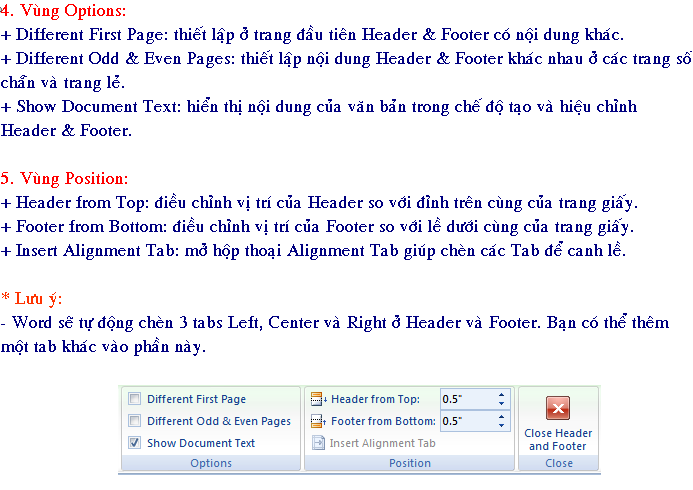 4. Vùng Options:
+ Different First Page: thiết lập ở trang đầu tiên Header & Footer có nội dung khác.
+ Different Odd & Even Pages: thiết lập nội dung Header & Footer khác nhau ở các trang số
chẵn và trang lẻ.
+ Show Document Text: hiển thị nội dung của văn bản trong chế độ tạo và hiệu chỉnh
Header & Footer.
5. Vùng Position:
+ Header from Top: điều chỉnh vị trí của Header so với đỉnh trên cùng của trang giấy.
+ Footer from Bottom: điều chỉnh vị trí của Footer so với lề dưới cùng của trang giấy.
+ Insert Alignment Tab: mở hộp thoại Alignment Tab giúp chèn các Tab để canh lề.
* Lưu ý:
- Word sẽ tự động chèn 3 tabs Left, Center và Right ở Header và Footer. Bạn có thể thêm
một tab khác vào phần này.
Different First Page
Different Odd & Even Pages
Show Document Text
Options
Header from Top: 0.5"
Footer from Bottom: 0.5"
Insert Alignment Tab
Position
Close Header
and Footer
Close